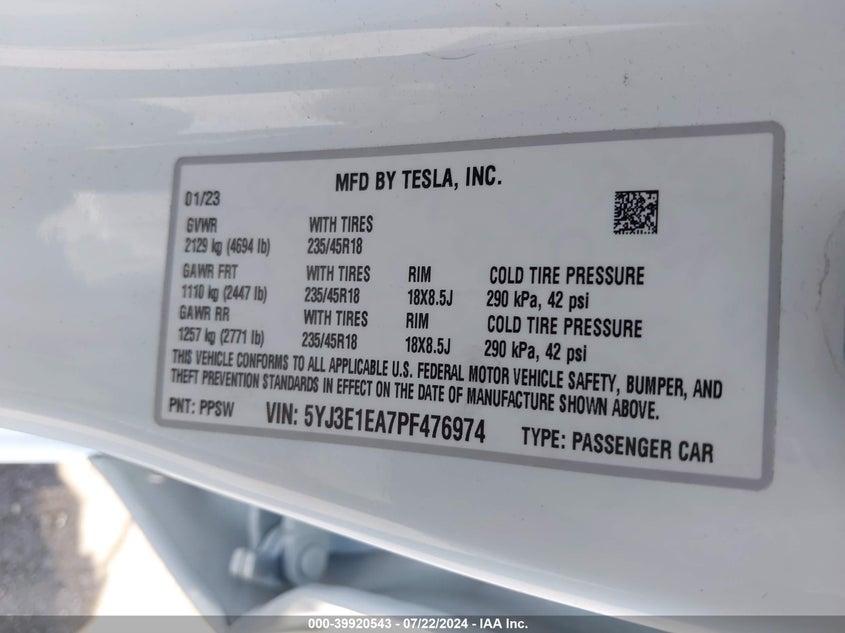 MFD BY TESLA, INC.
01/23
GVWR WITH TIRES
2129 kg (4694 lb) 235/45R18
GAWR FRT WITH TIRES RIM COLD TIRE PRESSURE
1110 kg (2447 lb) 235/45R18 18X8.5J 290 kPa, 42 psi
GAWR RR WITH TIRES RIM COLD TIRE PRESSURE
1257 kg (2771 lb) 235/45R18 18X8.5J 290 kPa, 42 psi
THIS VEHICLE CONFORMS TO ALL APPLICABLE U.S. FEDERAL MOTOR VEHICLE SAFETY, BUMPER, AND
THEFT PREVENTION STANDARDS IN EFFECT ON THE DATE OF MANUFACTURE SHOWN ABOVE.
PNT: PPSW VIN: 5YJ3E1EA7PF476974 TYPE: PASSENGER CAR
000-39920543 - 07/22/2024 - IAA Inc.